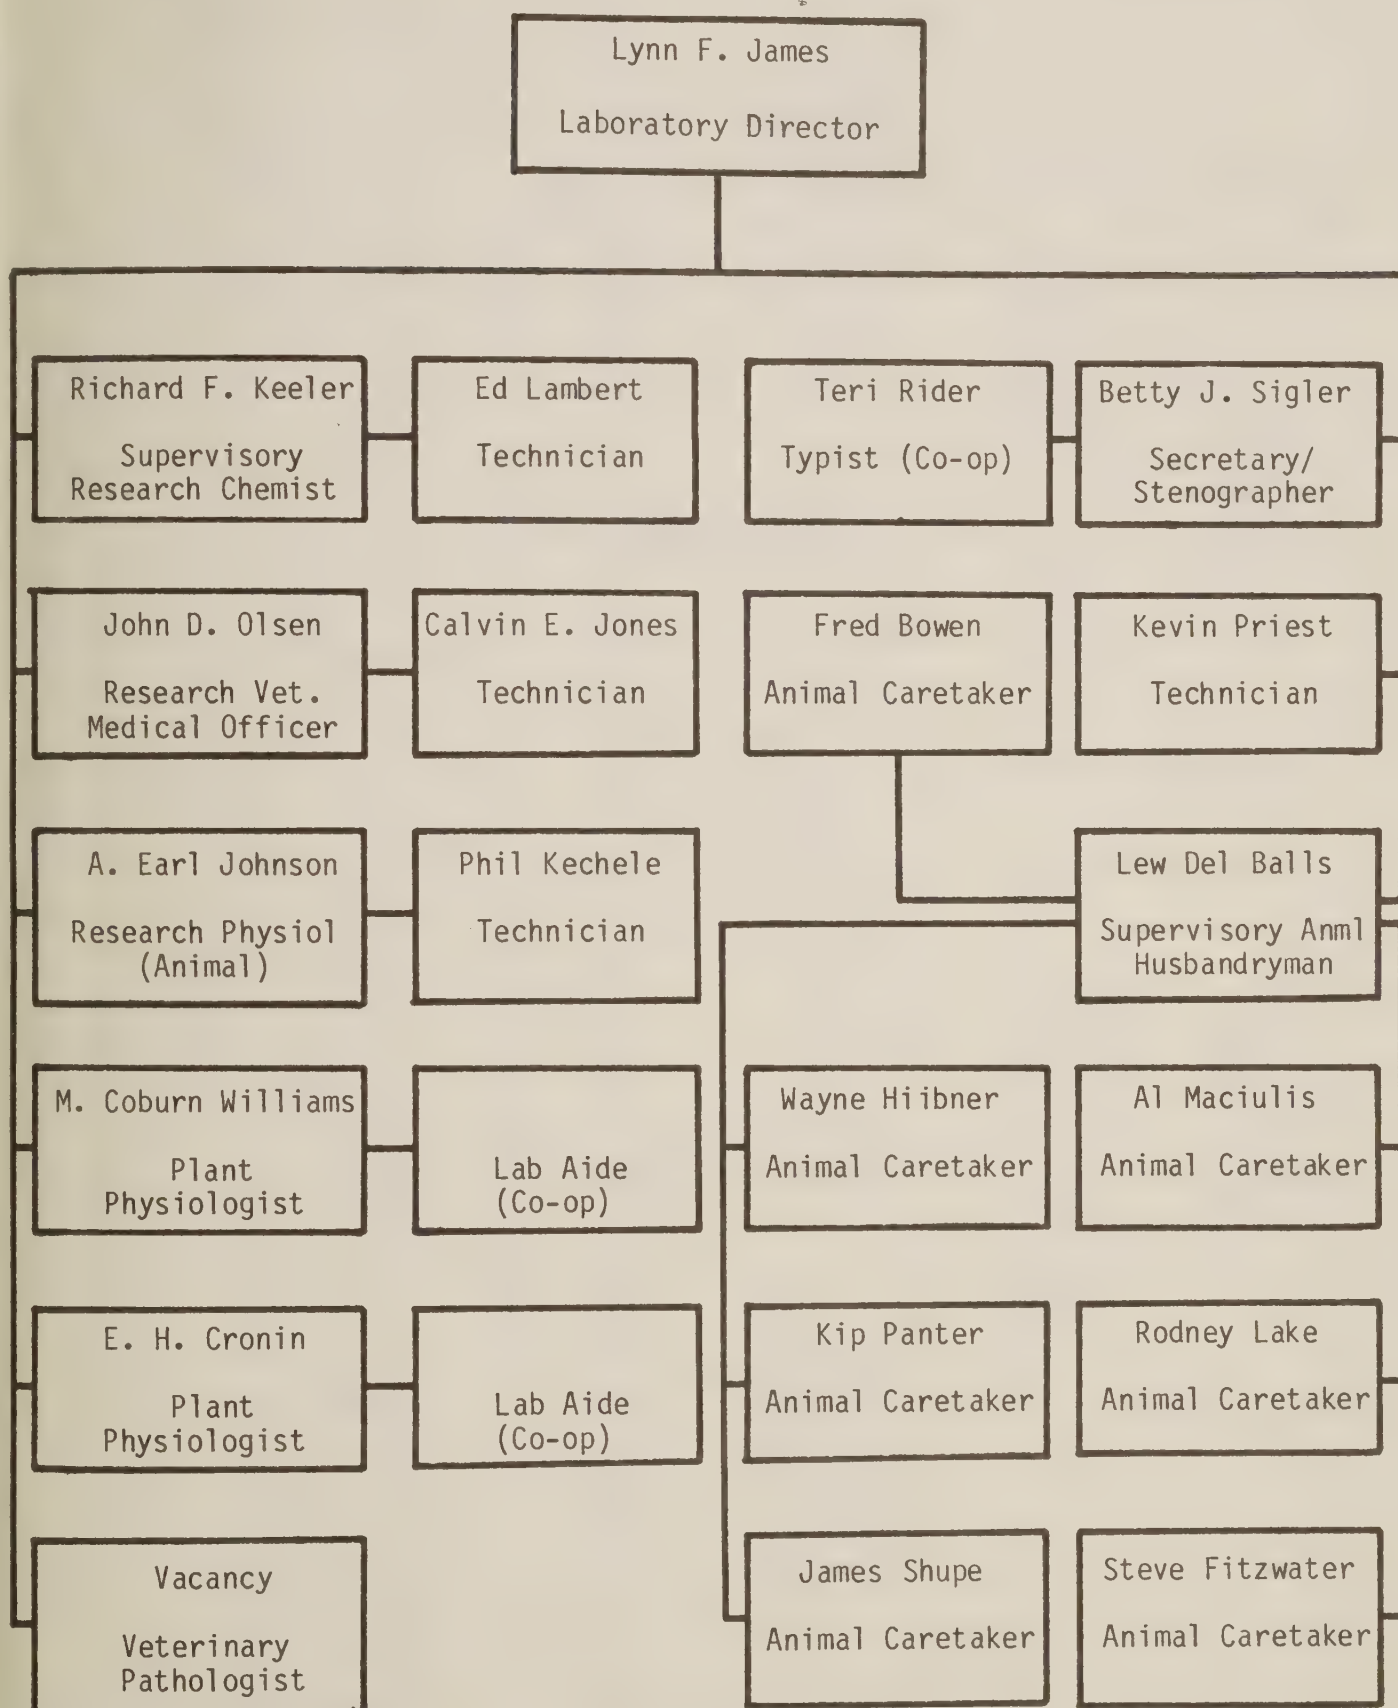 Lynn F. James
Laboratory Director
Richard F. Keeler
Supervisory
Research Chemist
Ed Lambert
Technician
Teri Rider
Typist (Co-op)
Betty J. Sigler
Secretary/
Stenographer
John D. Olsen
Research Vet.
Medical Officer
Calvin E. Jones
Technician
Fred Bowen
Animal Caretaker
Kevin Priest
Technician
A. Earl Johnson
Research Physiol
(Animal)
Phil Kechele
Technician
Lew Del Balls
Supervisory Anml
Husbandryman
M. Coburn Williams
Plant
Physiologist
Lab Aide
(Co-op)
Wayne Hiibner
Animal Caretaker
Al Maciulis
Animal Caretaker
E. H. Cronin
Plant
Physiologist
Lab Aide
(Co-op)
Kip Panter
Animal Caretaker
Rodney Lake
Animal Caretaker
Vacancy
Veterinary
Pathologist
James Shupe
Animal Caretaker
Steve Fitzwater
Animal Caretaker